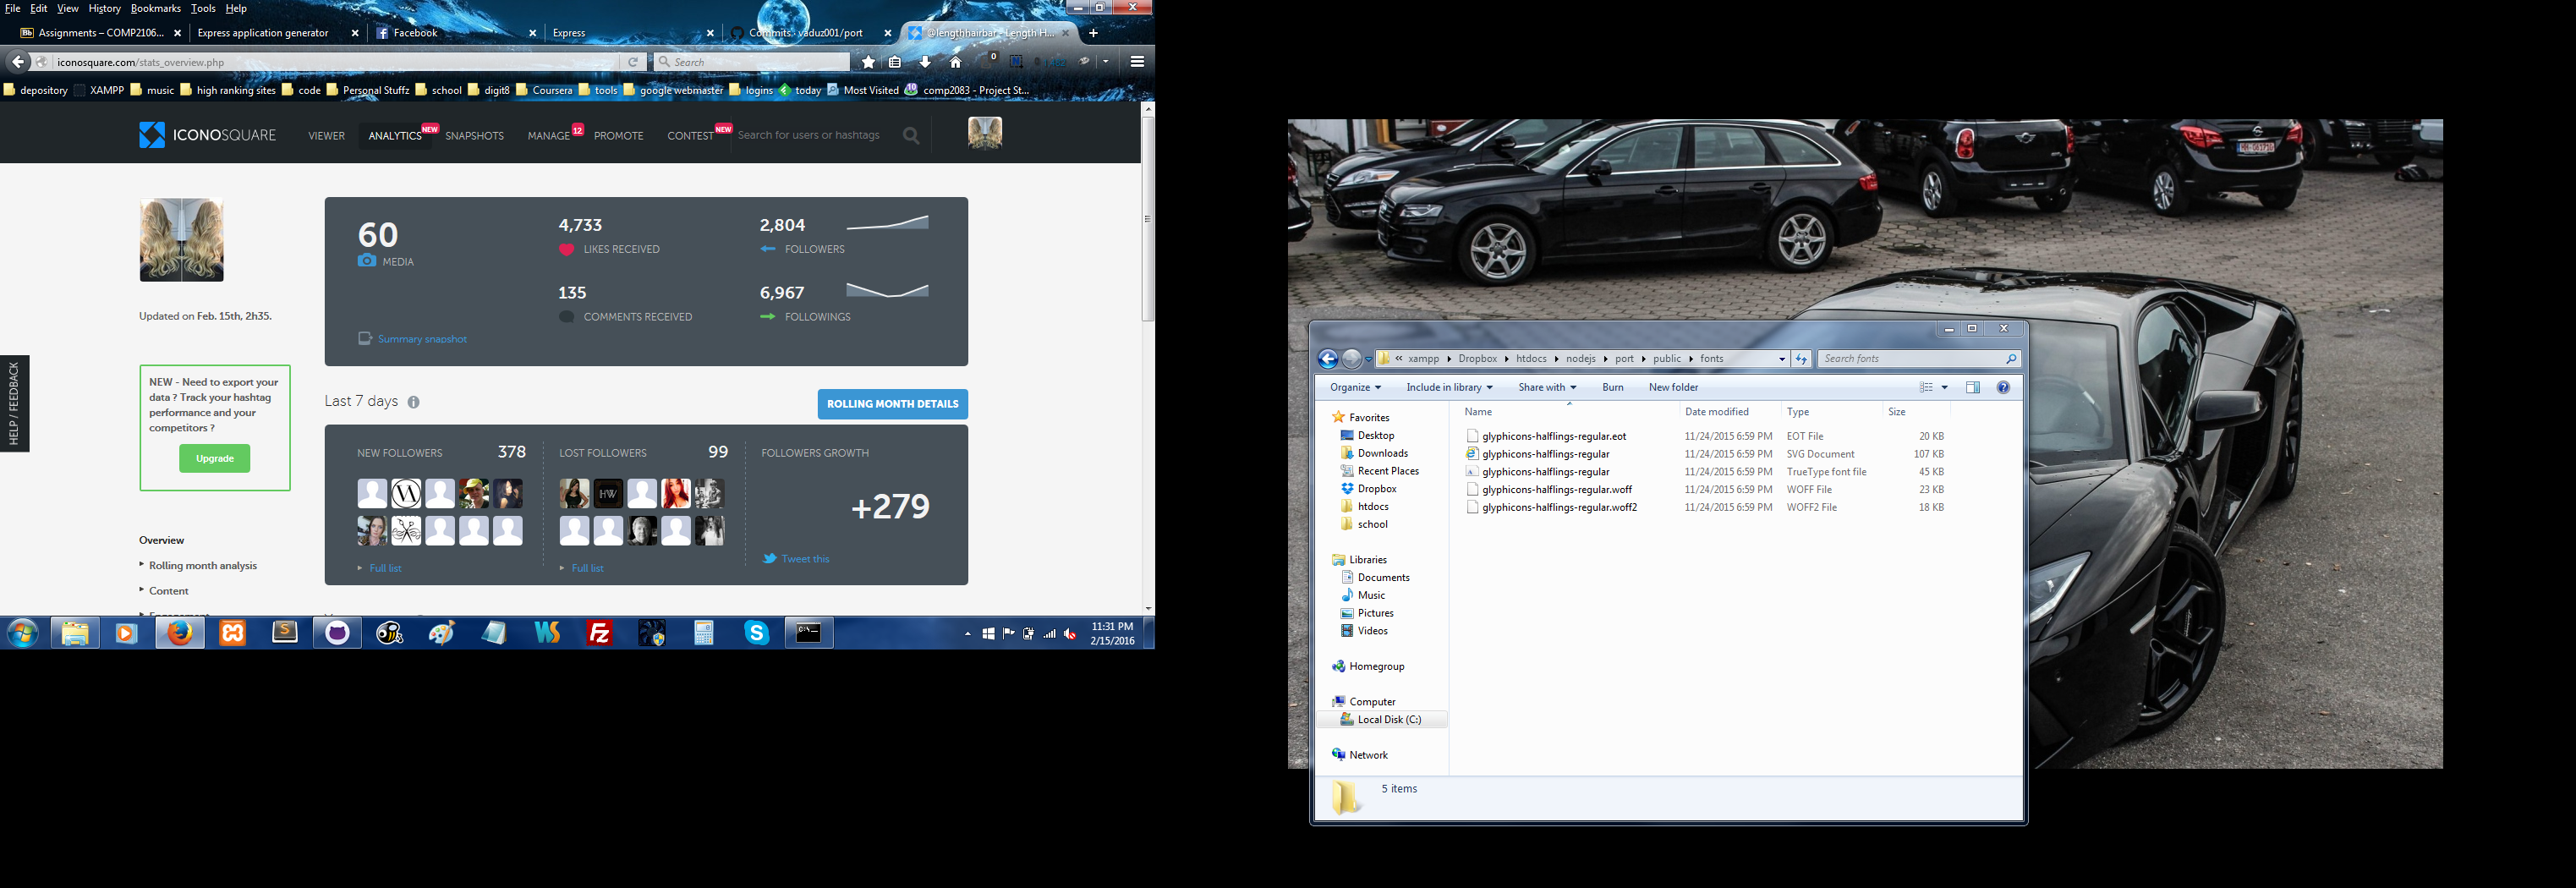 File Edit View History Bookmarks Tools Help
Assignments – COMP2106... Express application generator Facebook Express Commits · vaduz001/port @lengthhairbar - Length H...
iconosquare.com/stats_overview.php Search 0
depository XAMPP music high ranking sites code Personal Stuffz school digit8 Coursera tools google webmaster logins today Most Visited comp2083 - Project St...
ICONOSQUARE VIEWER ANALYTICS NEW SNAPSHOTS MANAGE 12 PROMOTE CONTEST NEW Search for users or hashtags
60
MEDIA
4,733
LIKES RECEIVED
2,804
FOLLOWERS
135
COMMENTS RECEIVED
6,967
FOLLOWINGS
Summary snapshot
Updated on Feb. 15th, 2h35.
HELP / FEEDBACK
NEW - Need to export your
data ? Track your hashtag
performance and your
competitors ?
Upgrade
Last 7 days
ROLLING MONTH DETAILS
NEW FOLLOWERS 378
Full list
LOST FOLLOWERS 99
HW
Full list
FOLLOWERS GROWTH
+279
Tweet this
Overview
Rolling month analysis
Content
Engagement
11:31 PM
2/15/2016
« xampp Dropbox htdocs nodejs port public fonts Search fonts
Organize Include in library Share with Burn New folder
Name Date modified Type Size
glyphicons-halflings-regular.eot 11/24/2015 6:59 PM EOT File 20 KB
glyphicons-halflings-regular 11/24/2015 6:59 PM SVG Document 107 KB
glyphicons-halflings-regular 11/24/2015 6:59 PM TrueType font file 45 KB
glyphicons-halflings-regular.woff 11/24/2015 6:59 PM WOFF File 23 KB
glyphicons-halflings-regular.woff2 11/24/2015 6:59 PM WOFF2 File 18 KB
Favorites
Desktop
Downloads
Recent Places
Dropbox
htdocs
school
Libraries
Documents
Music
Pictures
Videos
Homegroup
Computer
Local Disk (C:)
Network
5 items